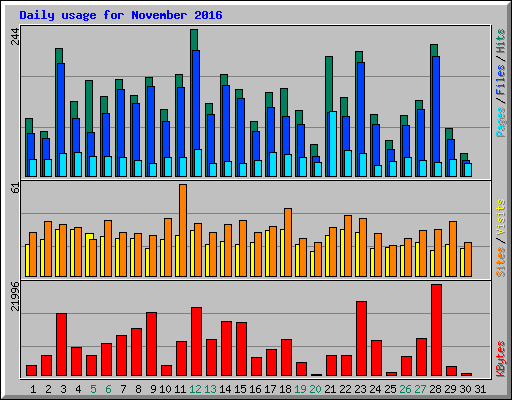 Daily usage for November 2016
244
Pages / Files / Hits
61
Sites / Visits
21996
KBytes
1 2 3 4 5 6 7 8 9 10 11 12 13 14 15 16 17 18 19 20 21 22 23 24 25 26 27 28 29 30 31